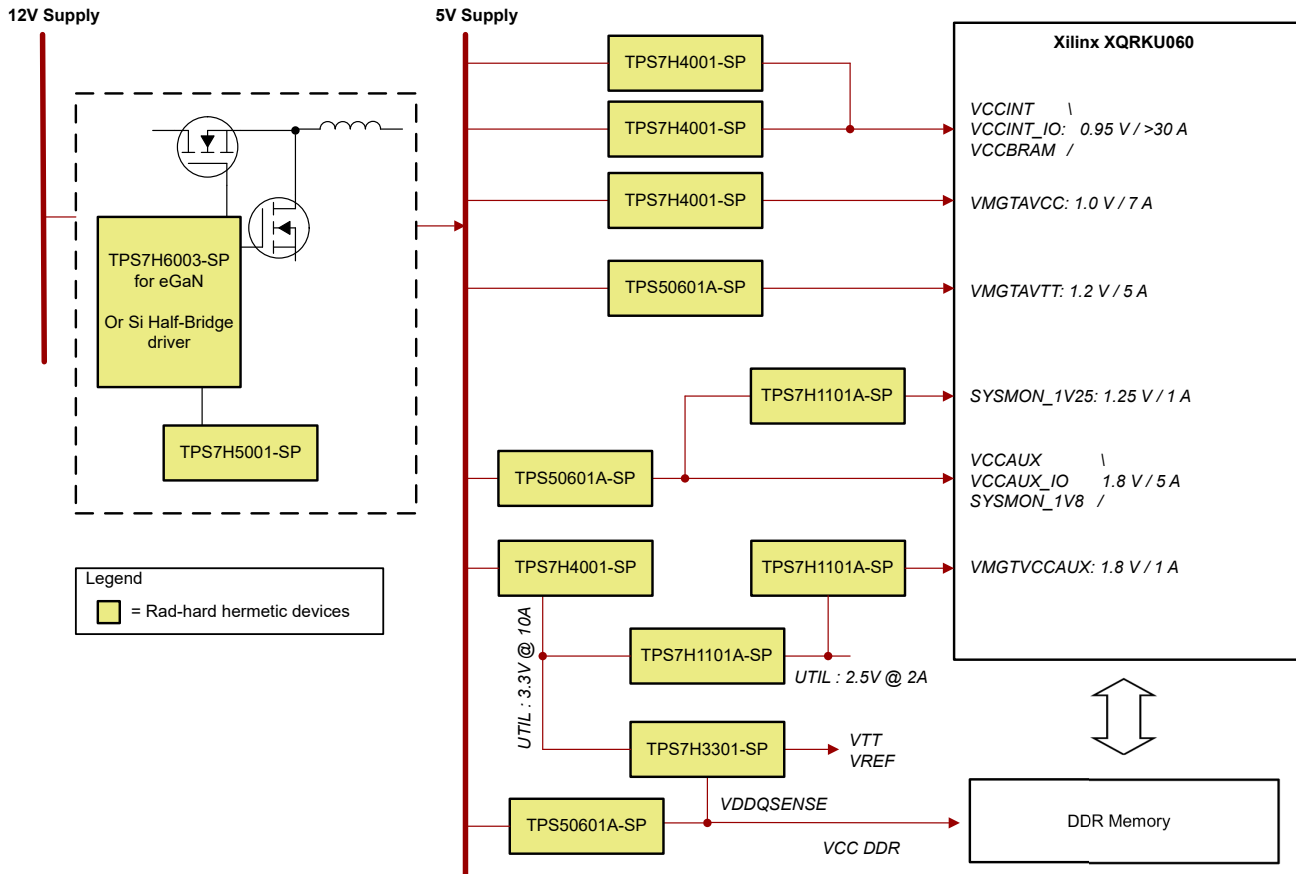 12V Supply
5V Supply
TPS7H6003-SP
for eGaN
Or Si Half-Bridge
driver
TPS7H5001-SP
Legend
= Rad-hard hermetic devices
TPS7H4001-SP
TPS7H4001-SP
TPS7H4001-SP
TPS50601A-SP
TPS7H1101A-SP
TPS50601A-SP
TPS7H4001-SP
TPS7H1101A-SP
UTIL : 3.3V @ 10A
TPS7H1101A-SP
UTIL : 2.5V @ 2A
TPS7H3301-SP
VTT
VREF
VDDQSENSE
TPS50601A-SP
VCC DDR
Xilinx XQRKU060
VCCINT \
VCCINT_IO: 0.95 V / >30 A
VCCBRAM /
VMGTAVCC: 1.0 V / 7 A
VMGTAVTT: 1.2 V / 5 A
SYSMON_1V25: 1.25 V / 1 A
VCCAUX \
VCCAUX_IO 1.8 V / 5 A
SYSMON_1V8 /
VMGTVCCAUX: 1.8 V / 1 A
DDR Memory